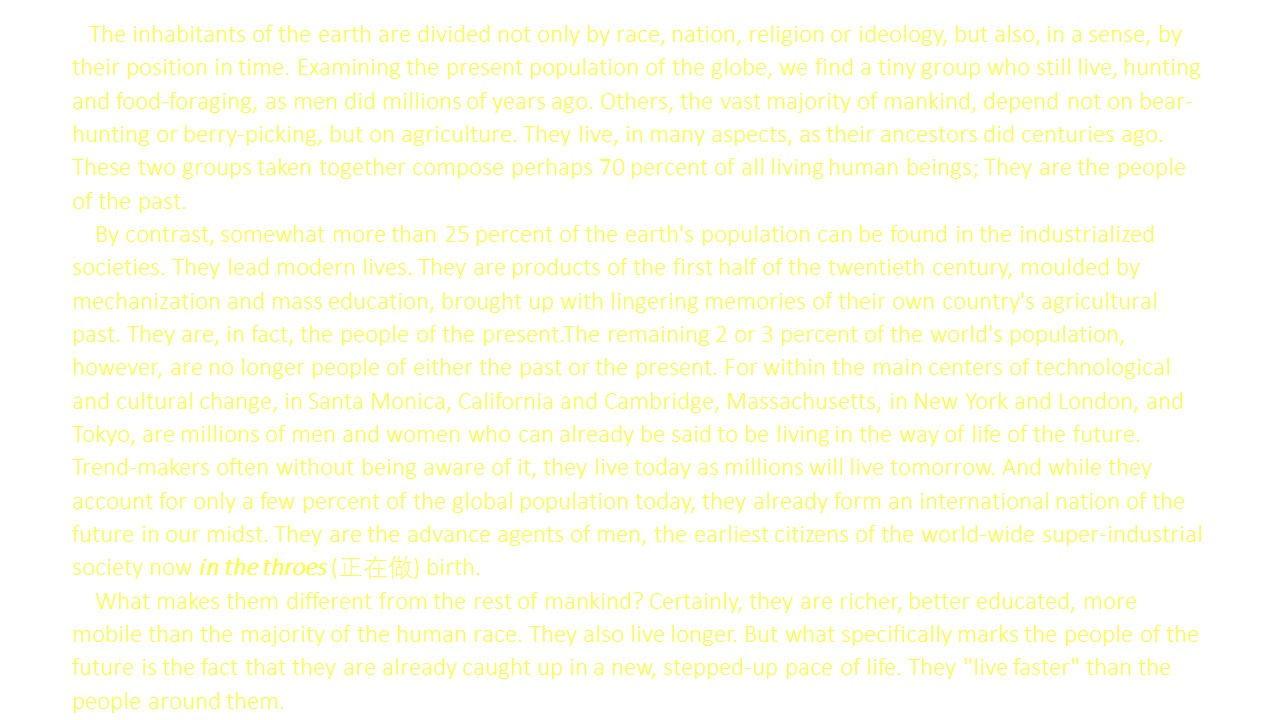 The inhabitants of the earth are divided not only by race, nation, religion or ideology, but also, in a sense, by
their position in time. Examining the present population of the globe, we find a tiny group who still live, hunting
and food-foraging, as men did millions of years ago. Others, the vast majority of mankind, depend not on bear-
hunting or berry-picking, but on agriculture. They live, in many aspects, as their ancestors did centuries ago.
These two groups taken together compose perhaps 70 percent of all living human beings; They are the people
of the past.
By contrast, somewhat more than 25 percent of the earth's population can be found in the industrialized
societies. They lead modern lives. They are products of the first half of the twentieth century, moulded by
mechanization and mass education, brought up with lingering memories of their own country's agricultural
past. They are, in fact, the people of the present.The remaining 2 or 3 percent of the world's population,
however, are no longer people of either the past or the present. For within the main centers of technological
and cultural change, in Santa Monica, California and Cambridge, Massachusetts, in New York and London, and
Tokyo, are millions of men and women who can already be said to be living in the way of life of the future.
Trend-makers often without being aware of it, they live today as millions will live tomorrow. And while they
account for only a few percent of the global population today, they already form an international nation of the
future in our midst. They are the advance agents of men, the earliest citizens of the world-wide super-industrial
society now in the throes (正在做) birth.
What makes them different from the rest of mankind? Certainly, they are richer, better educated, more
mobile than the majority of the human race. They also live longer. But what specifically marks the people of the
future is the fact that they are already caught up in a new, stepped-up pace of life. They "live faster" than the
people around them.